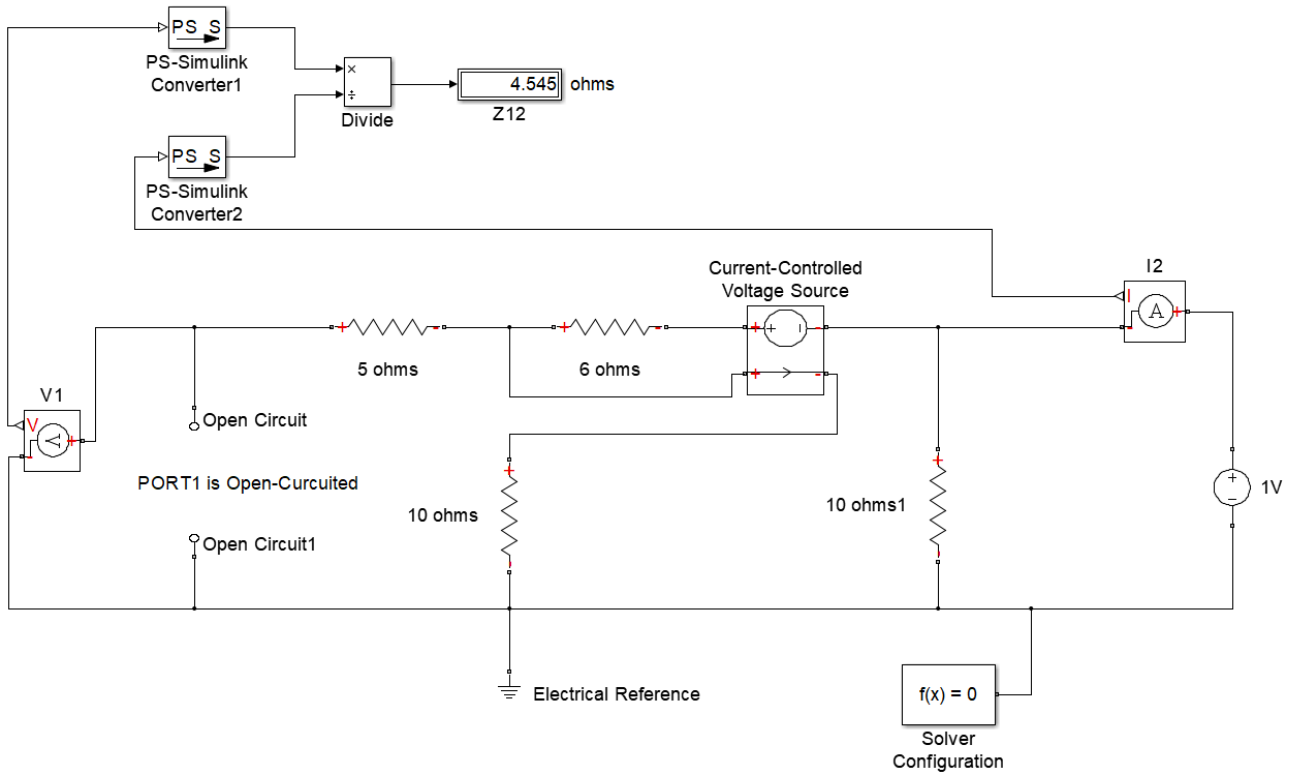 PS S
PS-Simulink
Converter1
×
÷
Divide
4.545
ohms
Z12
PS S
PS-Simulink
Converter2
Current-Controlled
Voltage Source
I2
I
A
5 ohms
6 ohms
V1
V
V
Open Circuit
PORT1 is Open-Curcuited
Open Circuit1
10 ohms
10 ohms1
1V
Electrical Reference
f(x) = 0
Solver
Configuration